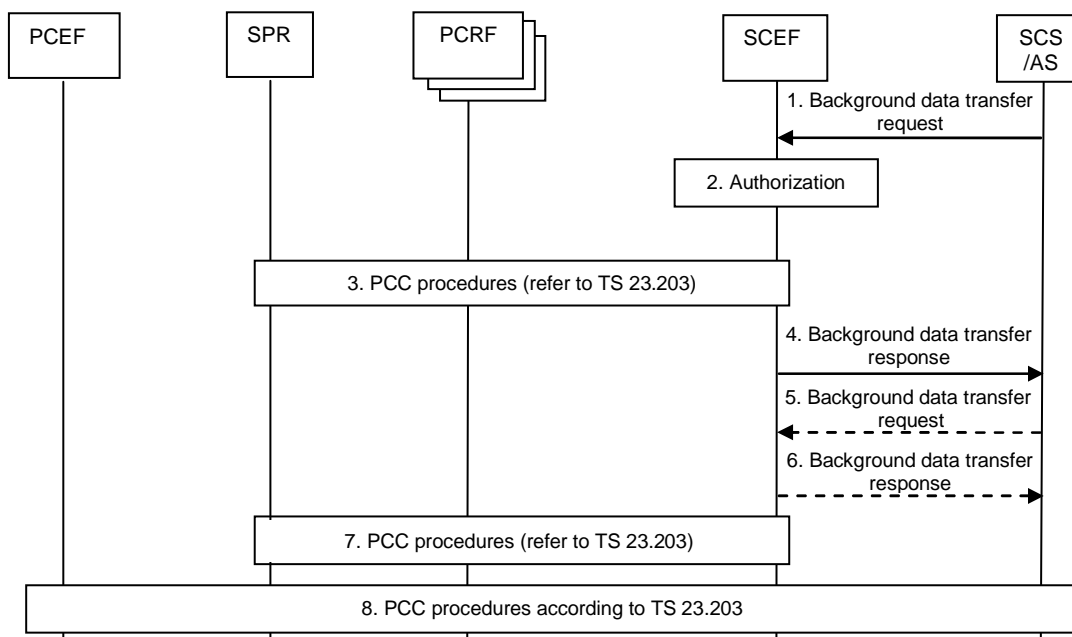 PCEF
SPR
PCRF
SCEF
SCS
/AS
1. Background data transfer
request
2. Authorization
3. PCC procedures (refer to TS 23.203)
4. Background data transfer
response
5. Background data transfer
request
6. Background data transfer
response
7. PCC procedures (refer to TS 23.203)
8. PCC procedures according to TS 23.203